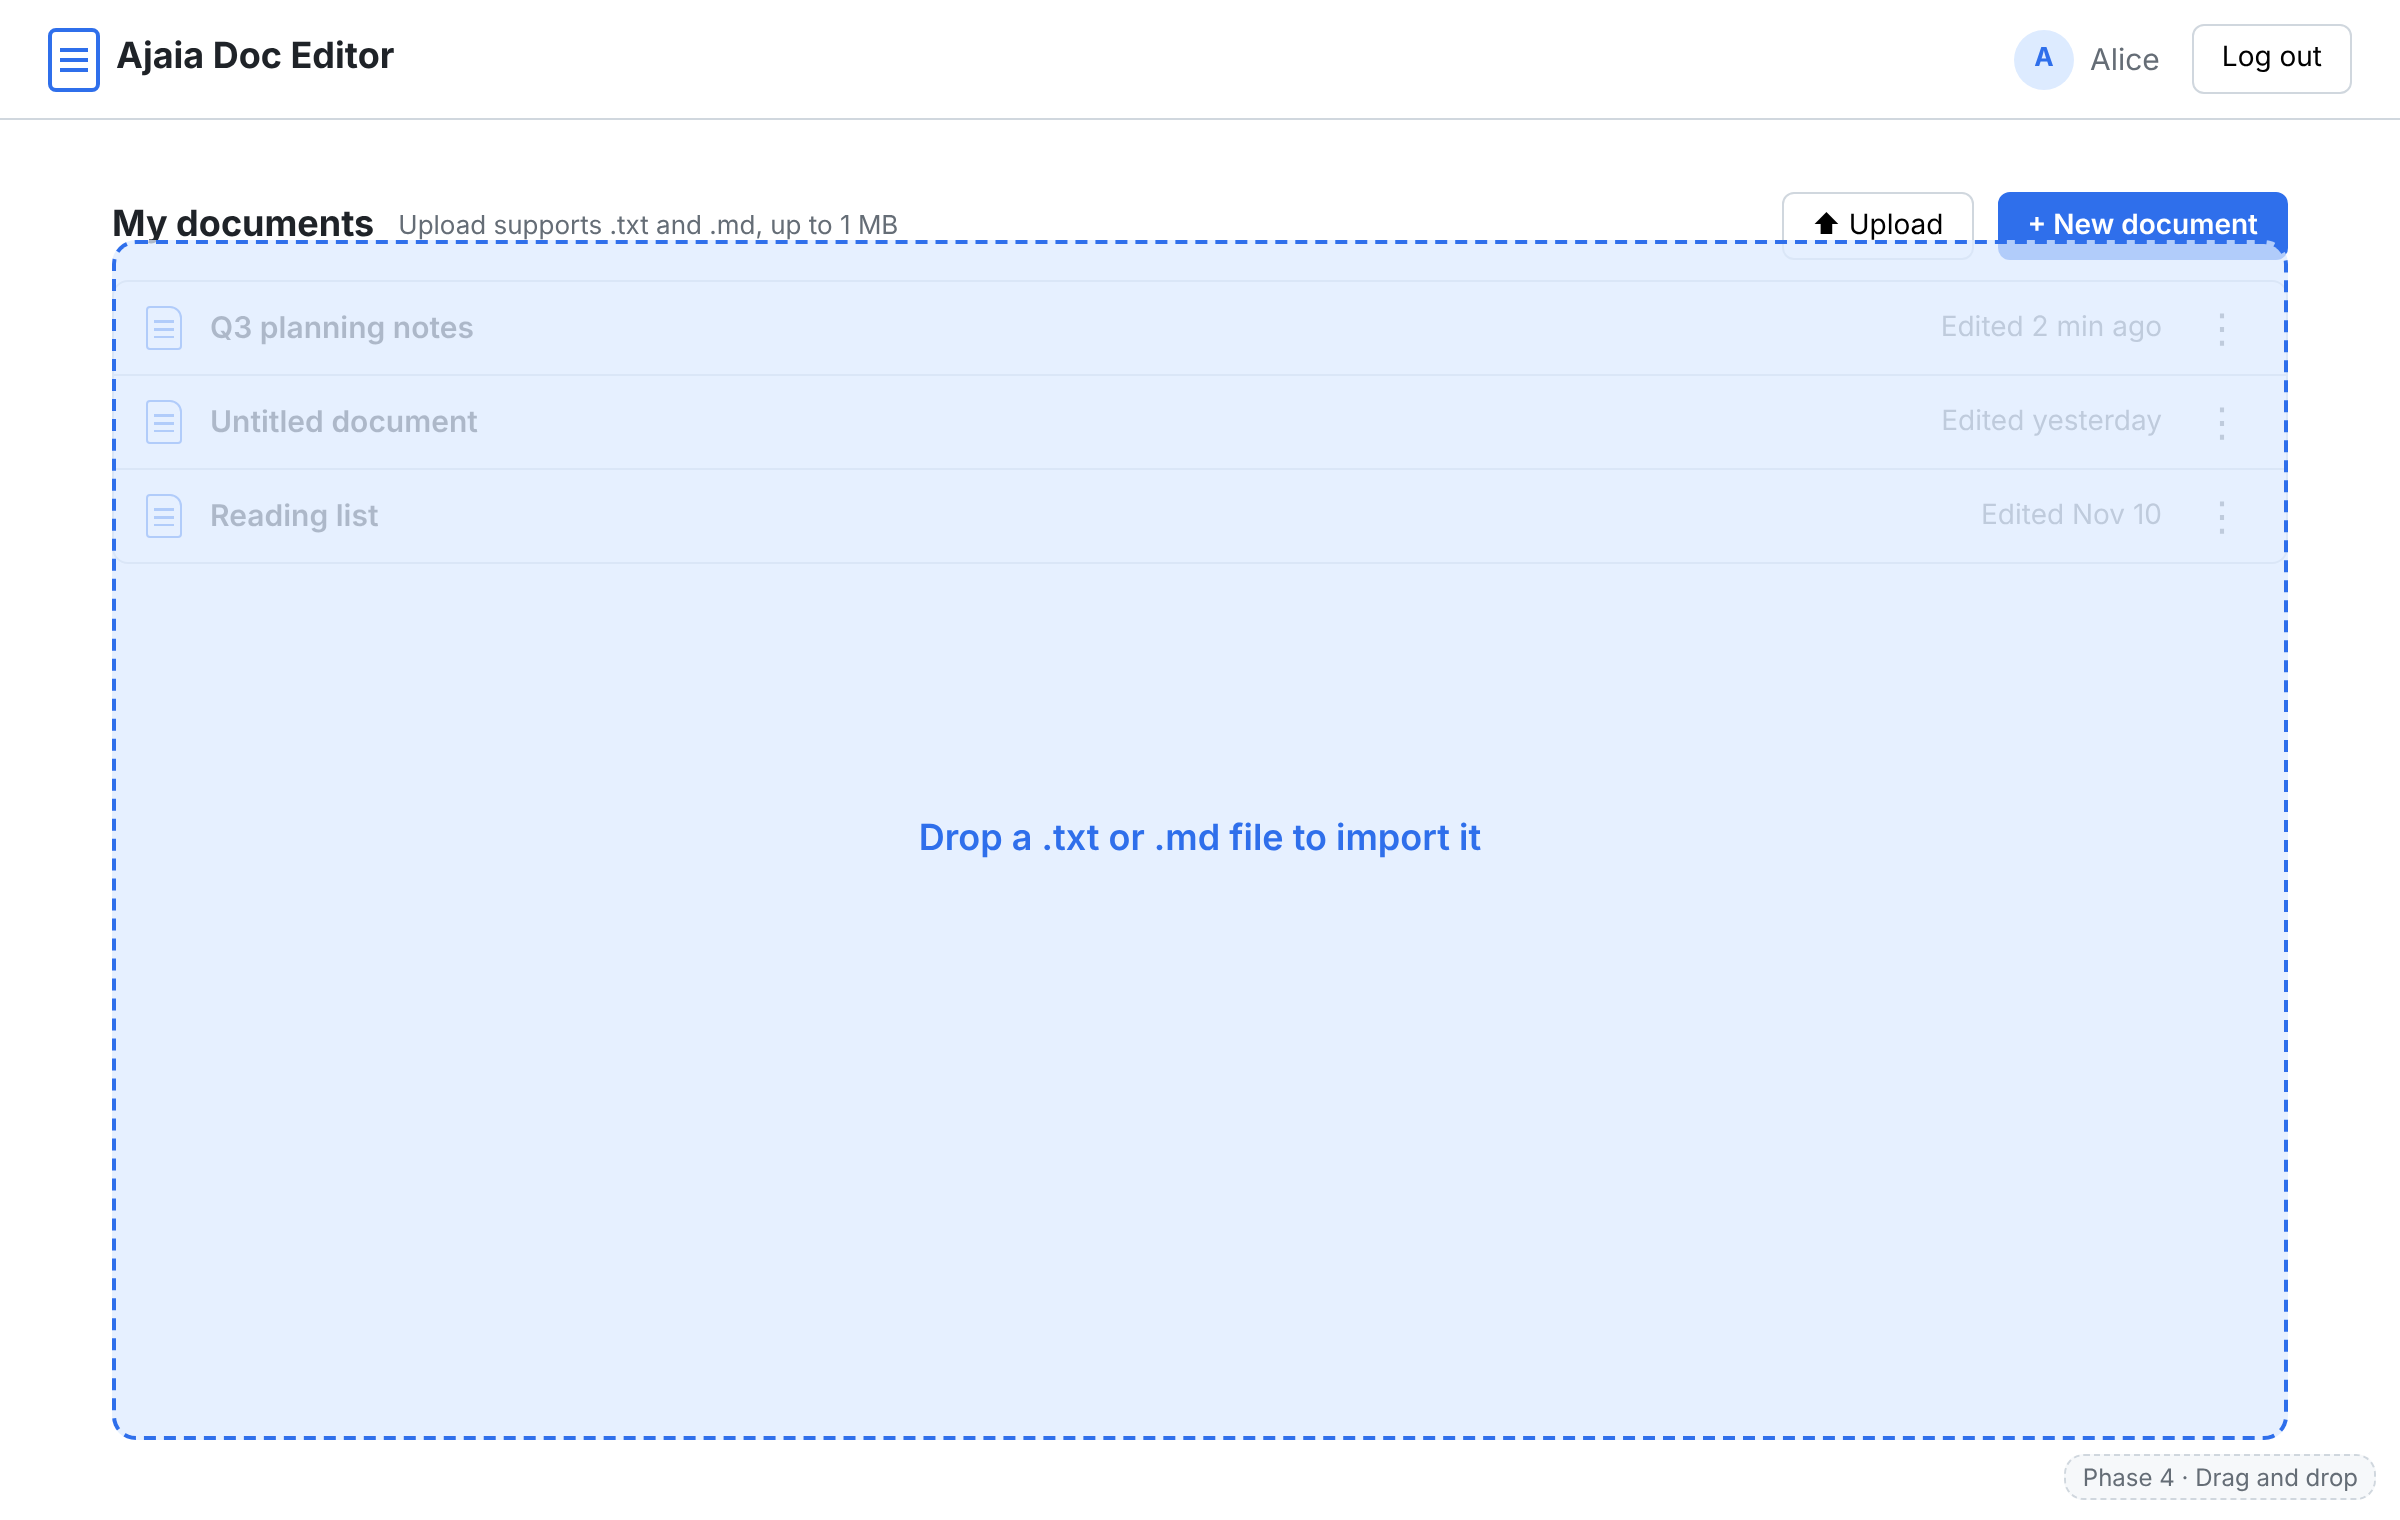 Ajaia Doc Editor
A Alice Log out
My documents Upload supports .txt and .md, up to 1 MB Upload + New document
Q3 planning notes Edited 2 min ago
Untitled document Edited yesterday
Reading list Edited Nov 10
Drop a .txt or .md file to import it
Phase 4 · Drag and drop